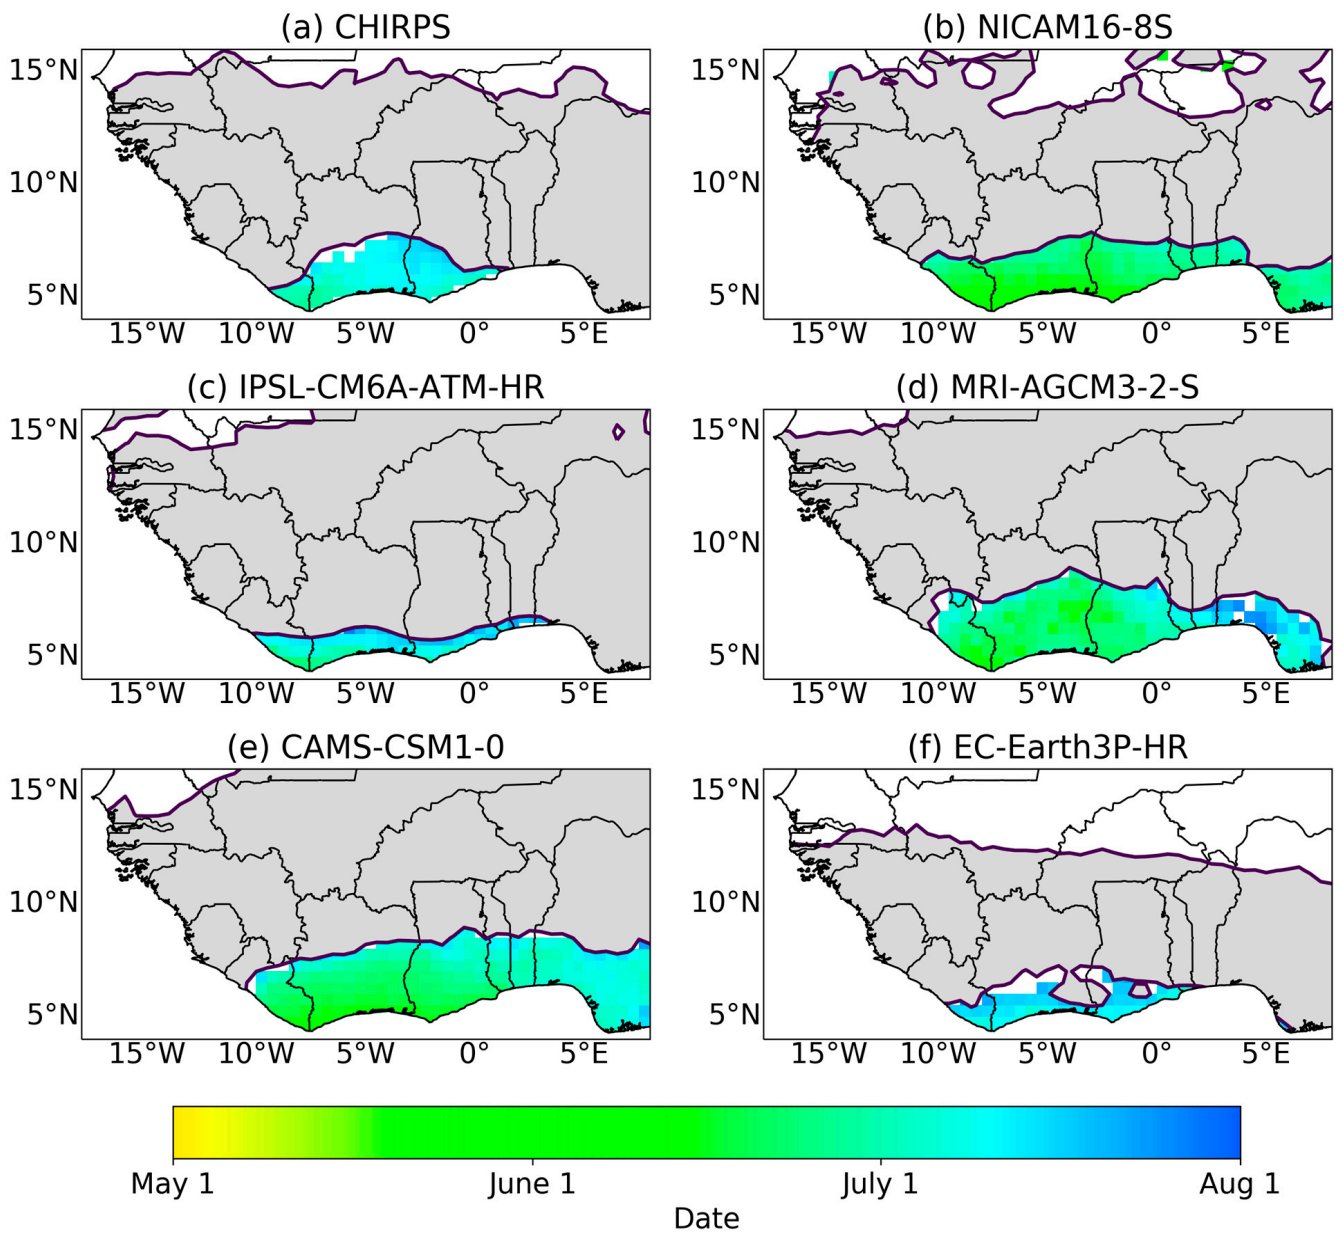 (a) CHIRPS
(b) NICAM16-8S
15°N
10°N
5°N
15°W 10°W 5°W 0° 5°E
15°N
10°N
5°N
15°W 10°W 5°W 0° 5°E
(c) IPSL-CM6A-ATM-HR
(d) MRI-AGCM3-2-S
15°N
10°N
5°N
15°W 10°W 5°W 0° 5°E
15°N
10°N
5°N
15°W 10°W 5°W 0° 5°E
(e) CAMS-CSM1-0
(f) EC-Earth3P-HR
15°N
10°N
5°N
15°W 10°W 5°W 0° 5°E
15°N
10°N
5°N
15°W 10°W 5°W 0° 5°E
May 1 June 1 July 1 Aug 1
Date